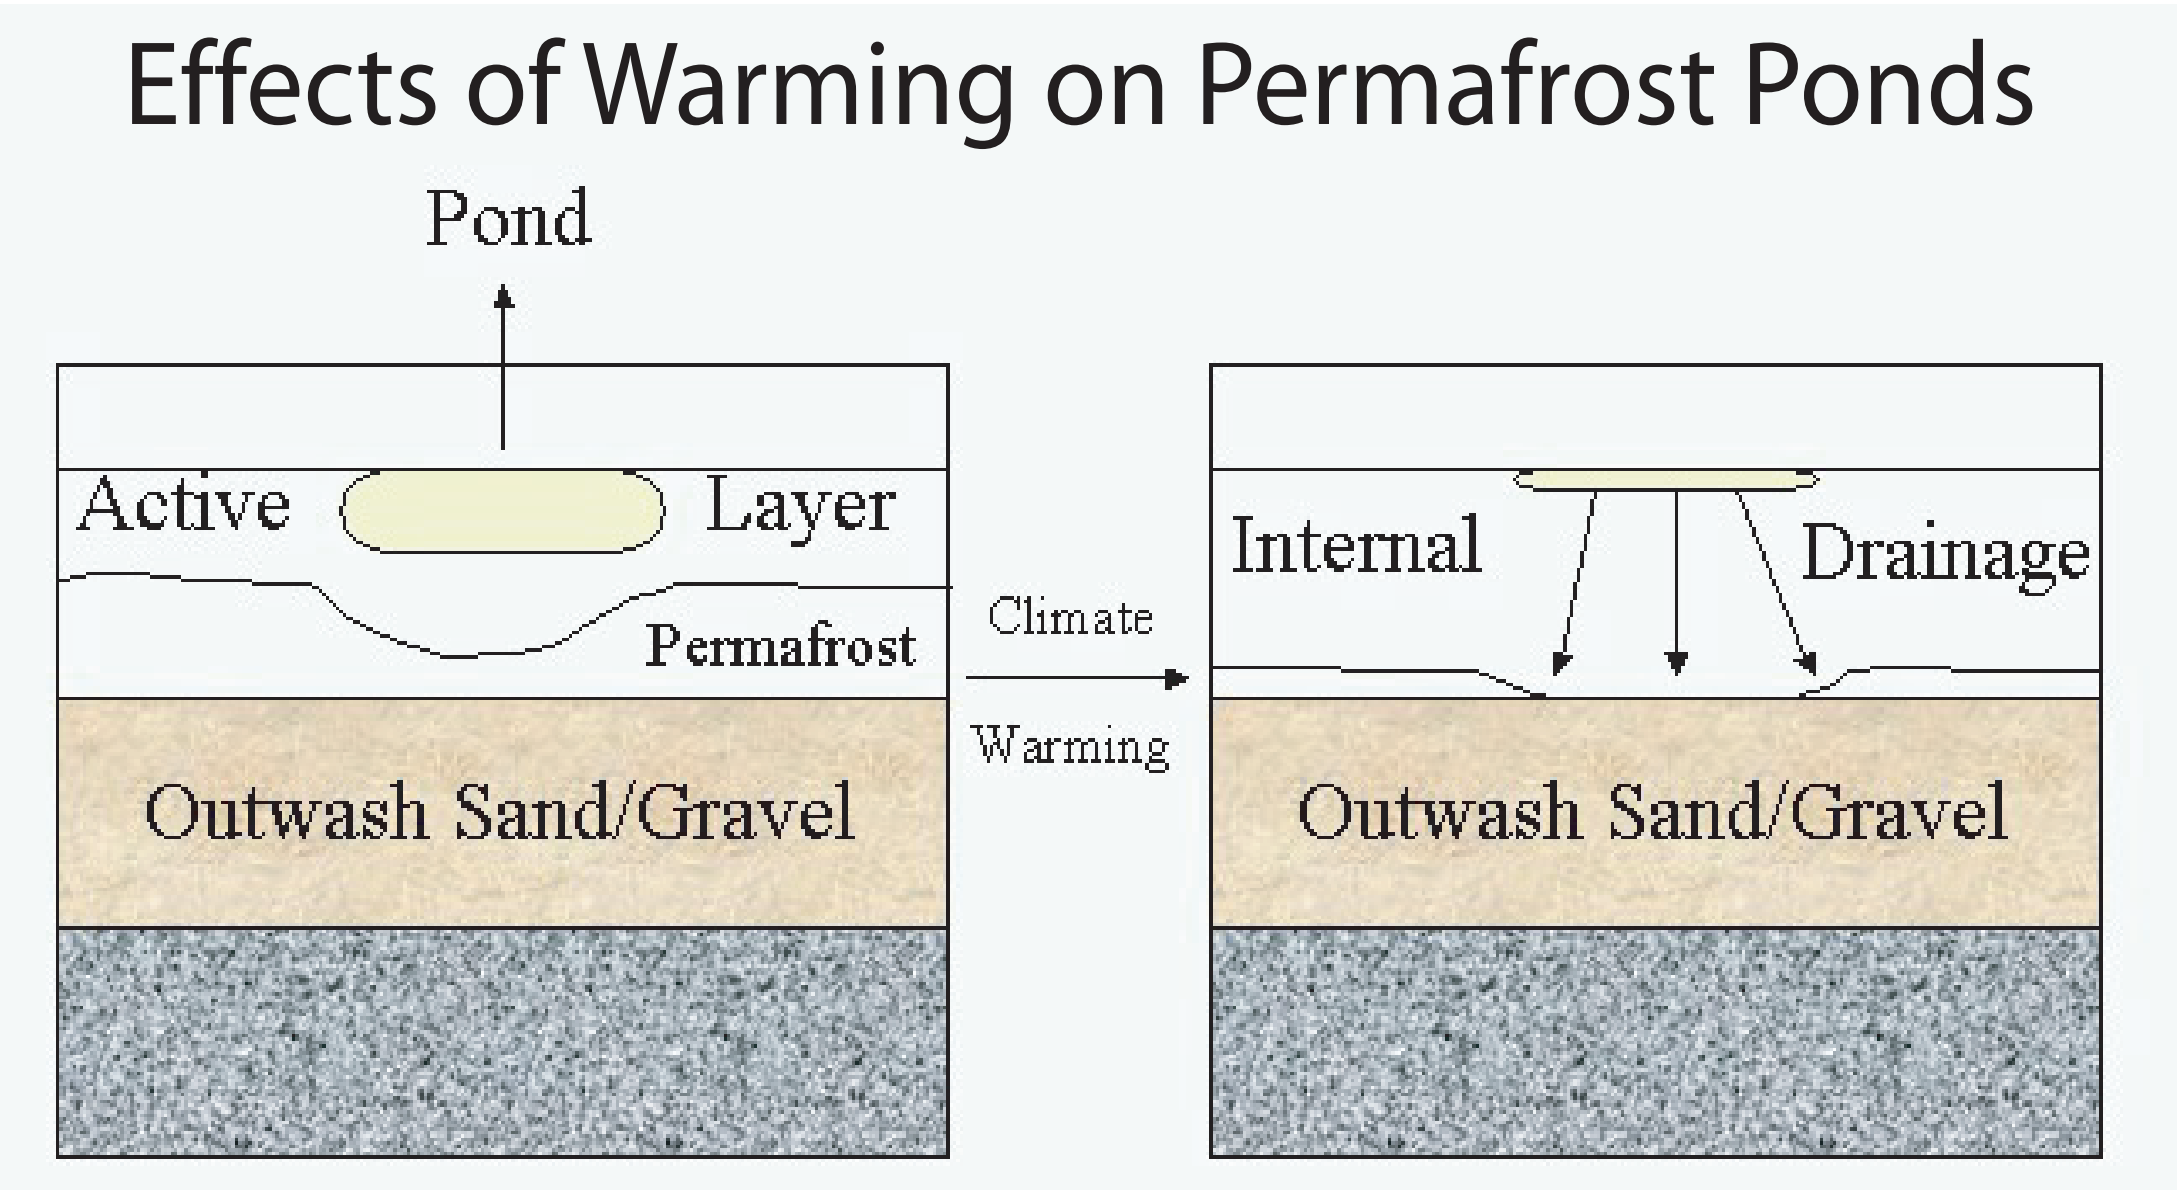 Effects of Warming on Permafrost Ponds
Pond
Active Layer
Permafrost
Outwash Sand/Gravel
Climate
Warming
Internal Drainage
Outwash Sand/Gravel